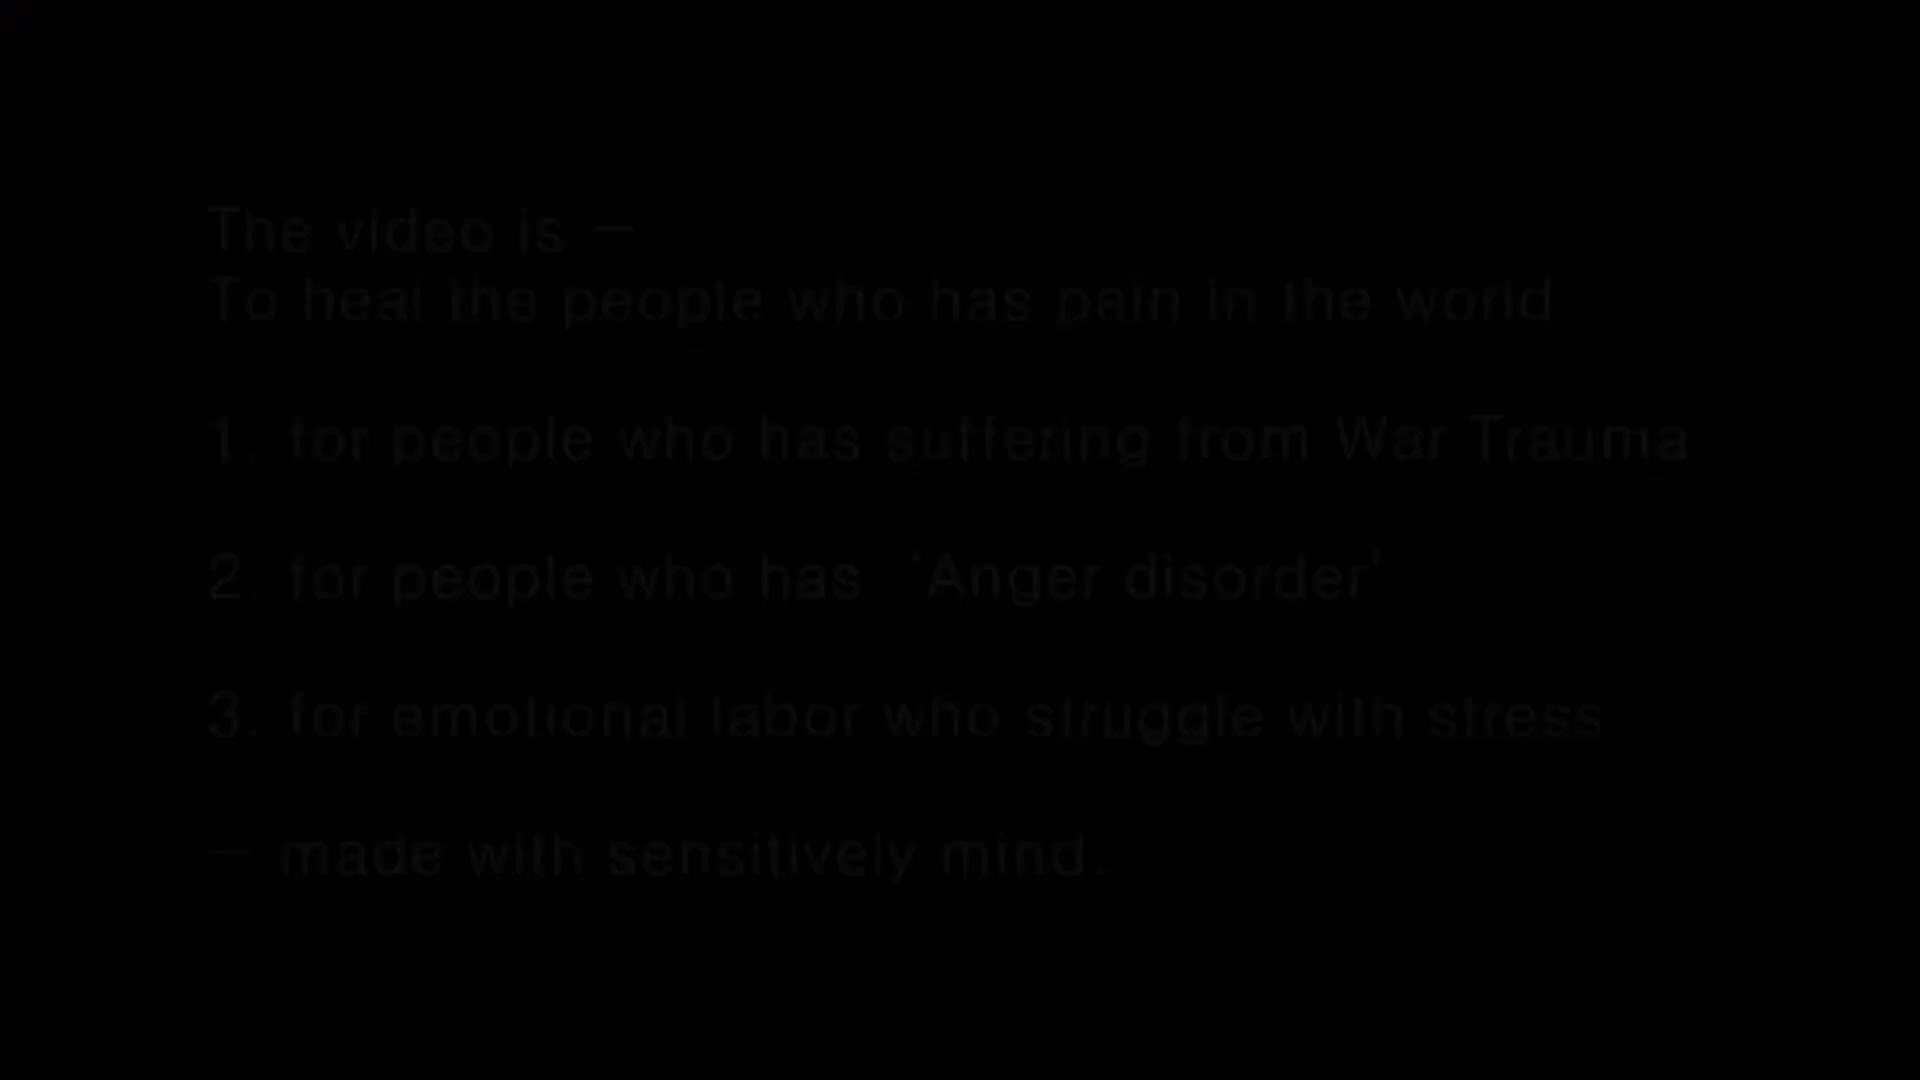 The video is –
To heal the people who has pain in the world
1. for people who has suffering from War Trauma
2. for people who has 'Anger disorder'
3. for emotional labor who struggle with stress
– made with sensitively mind.